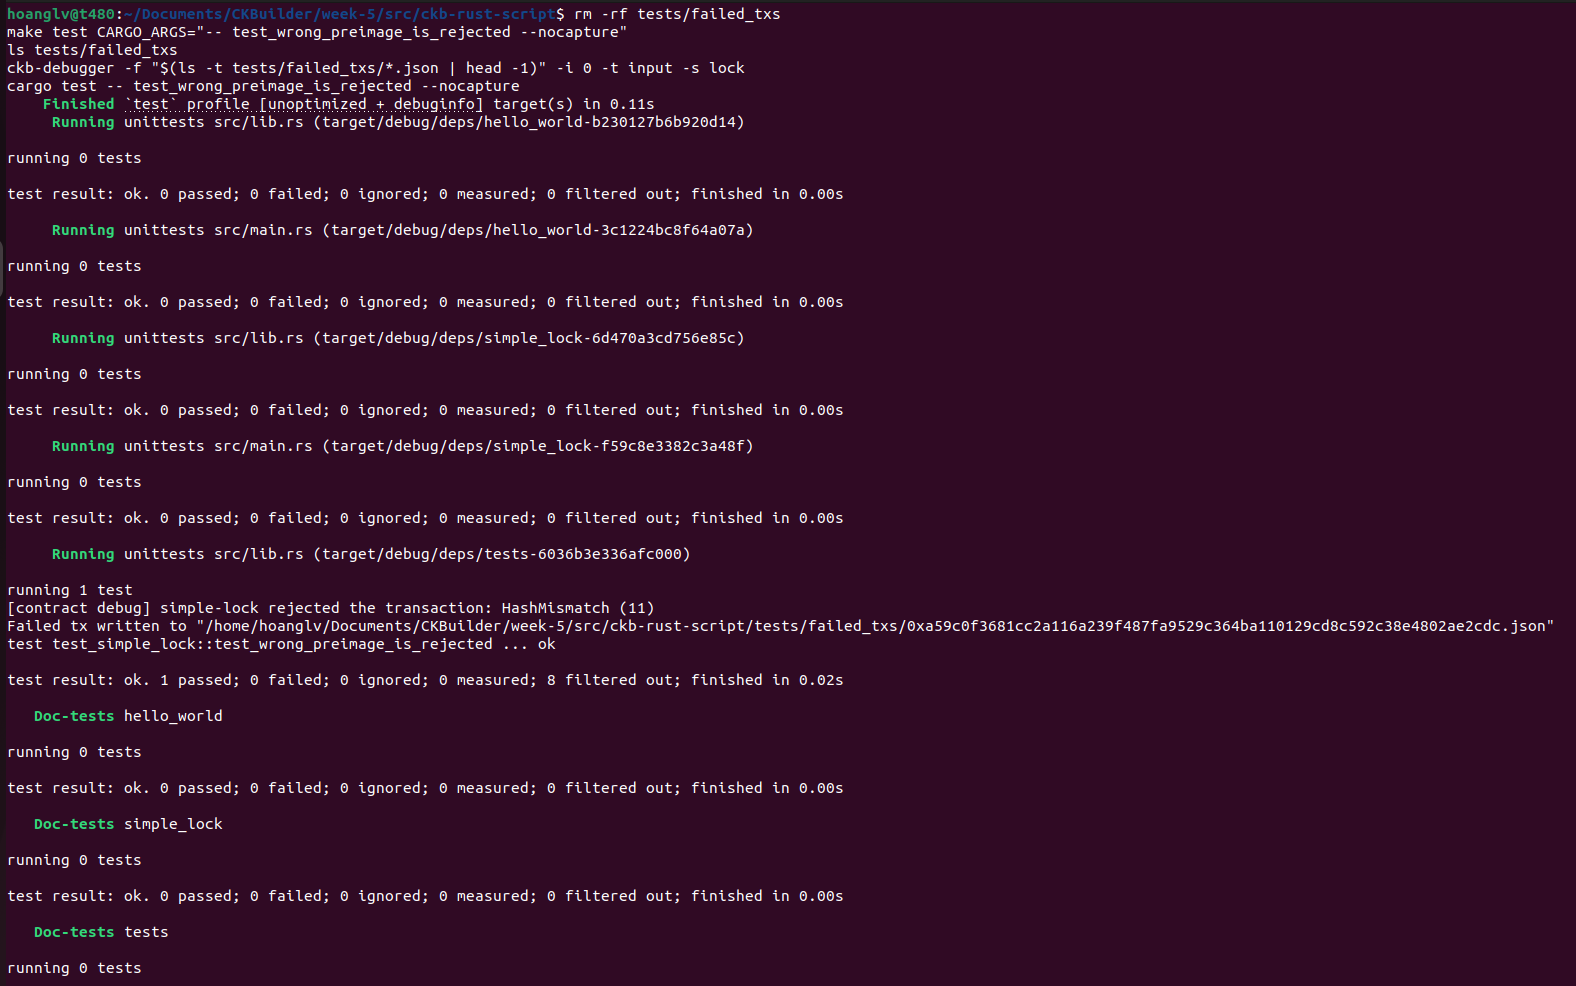 hoanglv@t480:~/Documents/CKBuilder/week-5/src/ckb-rust-script$ rm -rf tests/failed_txs
make test CARGO_ARGS="-- test_wrong_preimage_is_rejected --nocapture"
ls tests/failed_txs
ckb-debugger -f "$(ls -t tests/failed_txs/*.json | head -1)" -i 0 -t input -s lock
cargo test -- test_wrong_preimage_is_rejected --nocapture
    Finished `test` profile [unoptimized + debuginfo] target(s) in 0.11s
     Running unittests src/lib.rs (target/debug/deps/hello_world-b230127b6b920d14)
running 0 tests
test result: ok. 0 passed; 0 failed; 0 ignored; 0 measured; 0 filtered out; finished in 0.00s
     Running unittests src/main.rs (target/debug/deps/hello_world-3c1224bc8f64a07a)
running 0 tests
test result: ok. 0 passed; 0 failed; 0 ignored; 0 measured; 0 filtered out; finished in 0.00s
     Running unittests src/lib.rs (target/debug/deps/simple_lock-6d470a3cd756e85c)
running 0 tests
test result: ok. 0 passed; 0 failed; 0 ignored; 0 measured; 0 filtered out; finished in 0.00s
     Running unittests src/main.rs (target/debug/deps/simple_lock-f59c8e3382c3a48f)
running 0 tests
test result: ok. 0 passed; 0 failed; 0 ignored; 0 measured; 0 filtered out; finished in 0.00s
     Running unittests src/lib.rs (target/debug/deps/tests-6036b3e336afc000)
running 1 test
[contract debug] simple-lock rejected the transaction: HashMismatch (11)
Failed tx written to "/home/hoanglv/Documents/CKBuilder/week-5/src/ckb-rust-script/tests/failed_txs/0xa59c0f3681cc2a116a239f487fa9529c364ba110129cd8c592c38e4802ae2cdc.json"
test test_simple_lock::test_wrong_preimage_is_rejected ... ok
test result: ok. 1 passed; 0 failed; 0 ignored; 0 measured; 8 filtered out; finished in 0.02s
   Doc-tests hello_world
running 0 tests
test result: ok. 0 passed; 0 failed; 0 ignored; 0 measured; 0 filtered out; finished in 0.00s
   Doc-tests simple_lock
running 0 tests
test result: ok. 0 passed; 0 failed; 0 ignored; 0 measured; 0 filtered out; finished in 0.00s
   Doc-tests tests
running 0 tests